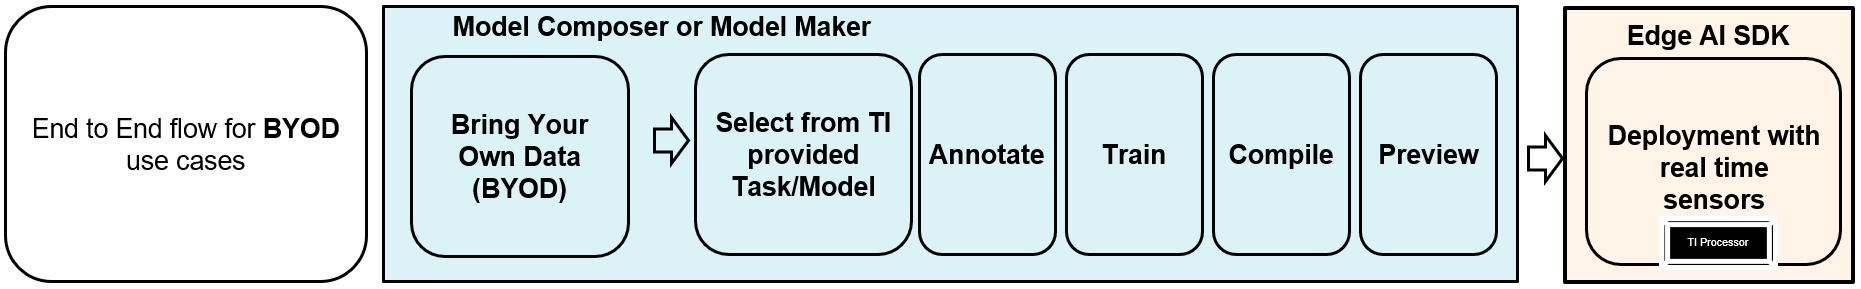 End to End flow for BYOD
use cases
Model Composer or Model Maker
Bring Your
Own Data
(BYOD)
Select from TI
provided
Task/Model
Annotate
Train
Compile
Preview
Edge AI SDK
Deployment with
real time
sensors
TI Processor